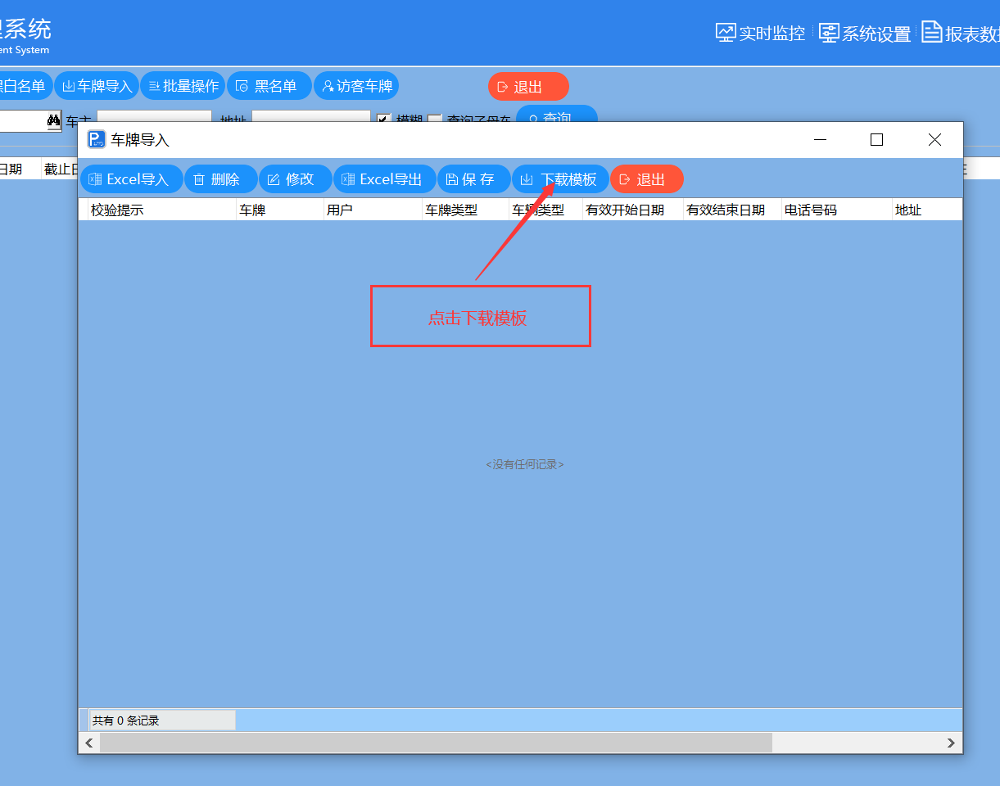 系统
ent System
实时监控
系统设置
报表数
白名单
车牌导入
批量操作
黑名单
访客车牌
退出
车主
地址
模糊
查询子母车
查询
日期
截止日
车牌导入
Excel导入
删除
修改
Excel导出
保 存
下载模板
退出
校验提示
车牌
用户
车牌类型
车辆类型
有效开始日期
有效结束日期
电话号码
地址
点击下载模板
<没有任何记录>
共有 0 条记录